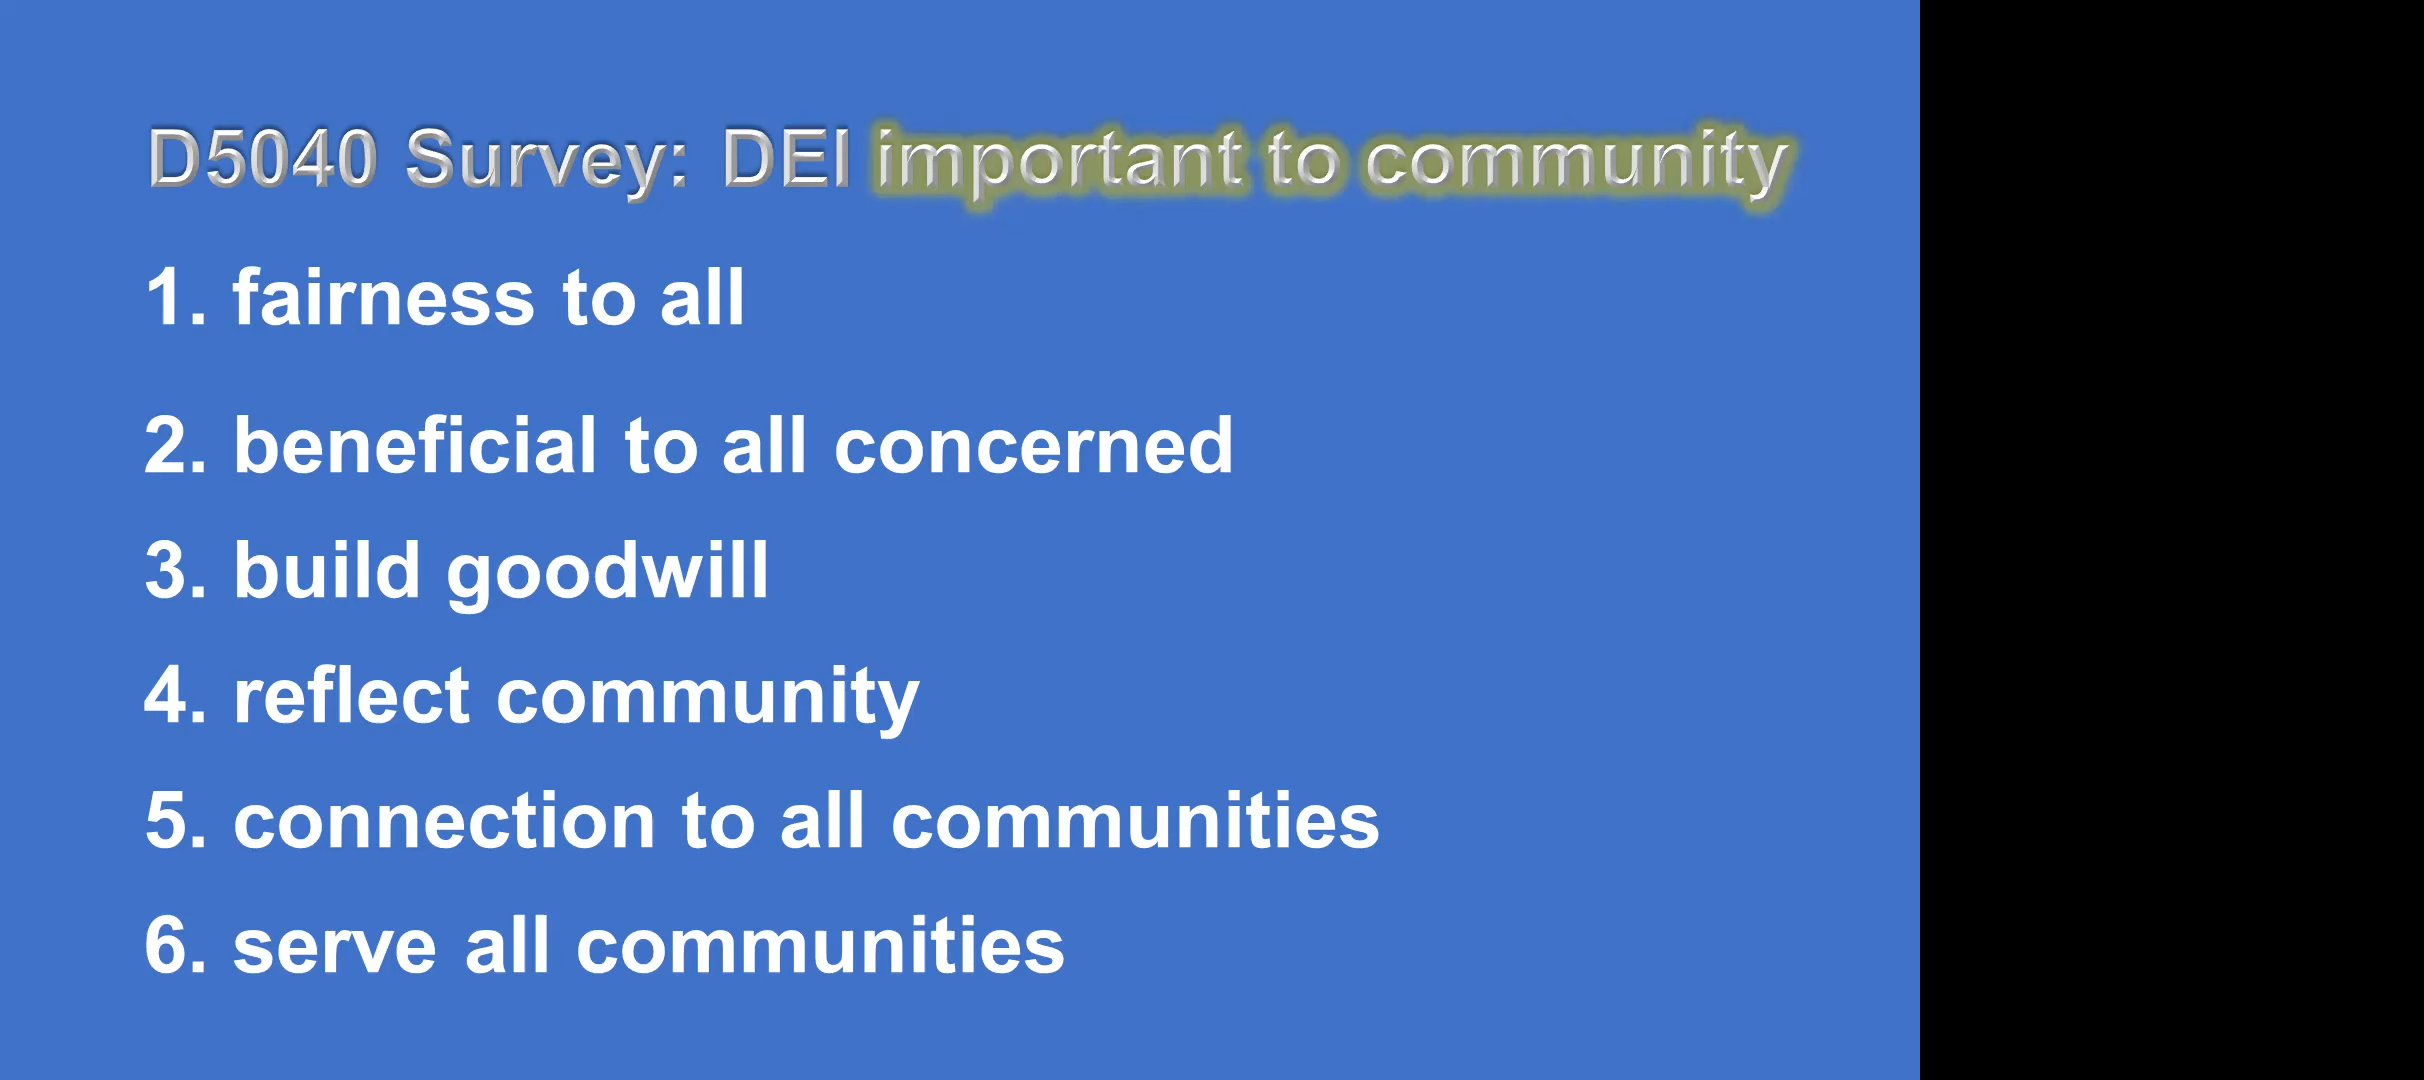 D5040 Survey: DEI important to community
1. fairness to all
2. beneficial to all concerned
3. build goodwill
4. reflect community
5. connection to all communities
6. serve all communities